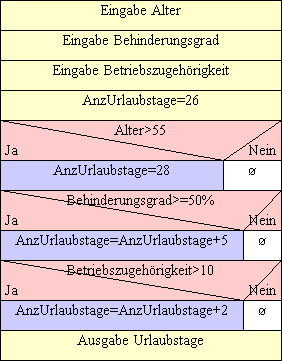 Eingabe Alter
Eingabe Behinderungsgrad
Eingabe Betriebszugehörigkeit
AnzUrlaubstage=26
Alter>55
Ja Nein
AnzUrlaubstage=28 ø
Behinderungsgrad>=50%
Ja Nein
AnzUrlaubstage=AnzUrlaubstage+5 ø
Betriebszugehörigkeit>10
Ja Nein
AnzUrlaubstage=AnzUrlaubstage+2 ø
Ausgabe Urlaubstage